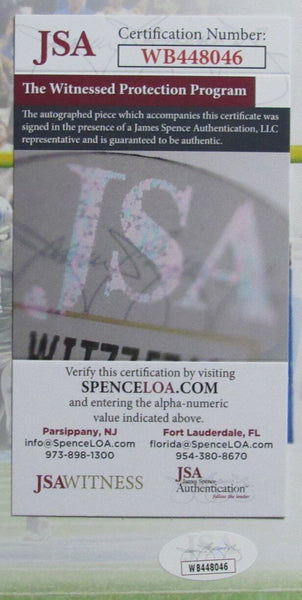 JSA
Certification Number:
WB448046
The Witnessed Protection Program
The autographed piece which accompanies this certificate was
signed in the presence of a James Spence Authentication, LLC
representative and is guaranteed to be authentic.
JSA
Verify this certification by visiting
SPENCELOA.COM
and entering the alpha-numeric
value indicated above.
Parsippany, NJ Fort Lauderdale, FL
info@SpenceLOA.com florida@SpenceLOA.com
973-898-1300 954-380-8670
JSAWITNESS
JSA
James Spence
Authentication
follow the leader
WB448046